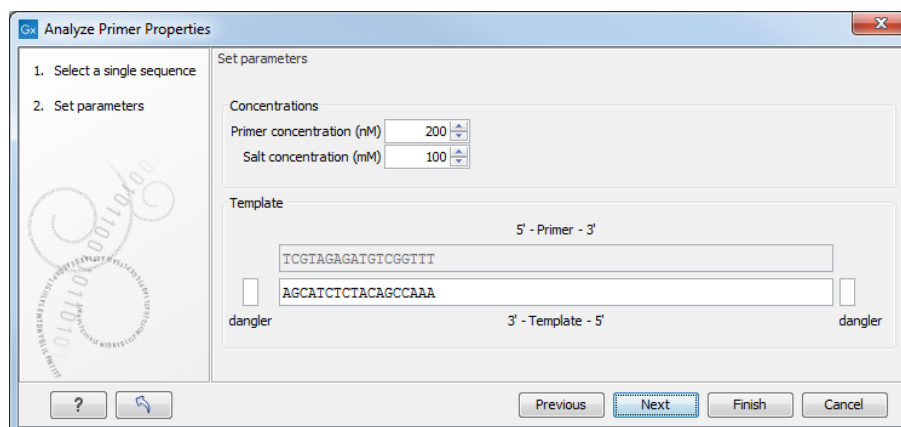 Gx Analyze Primer Properties
1. Select a single sequence
2. Set parameters
Set parameters
Concentrations
Primer concentration (nM) 200
Salt concentration (mM) 100
Template
5' - Primer - 3'
TCGTAGAGATGTCGGTTT
AGCATCTCTACAGCCAAA
dangler 3' - Template - 5' dangler
? Previous Next Finish Cancel